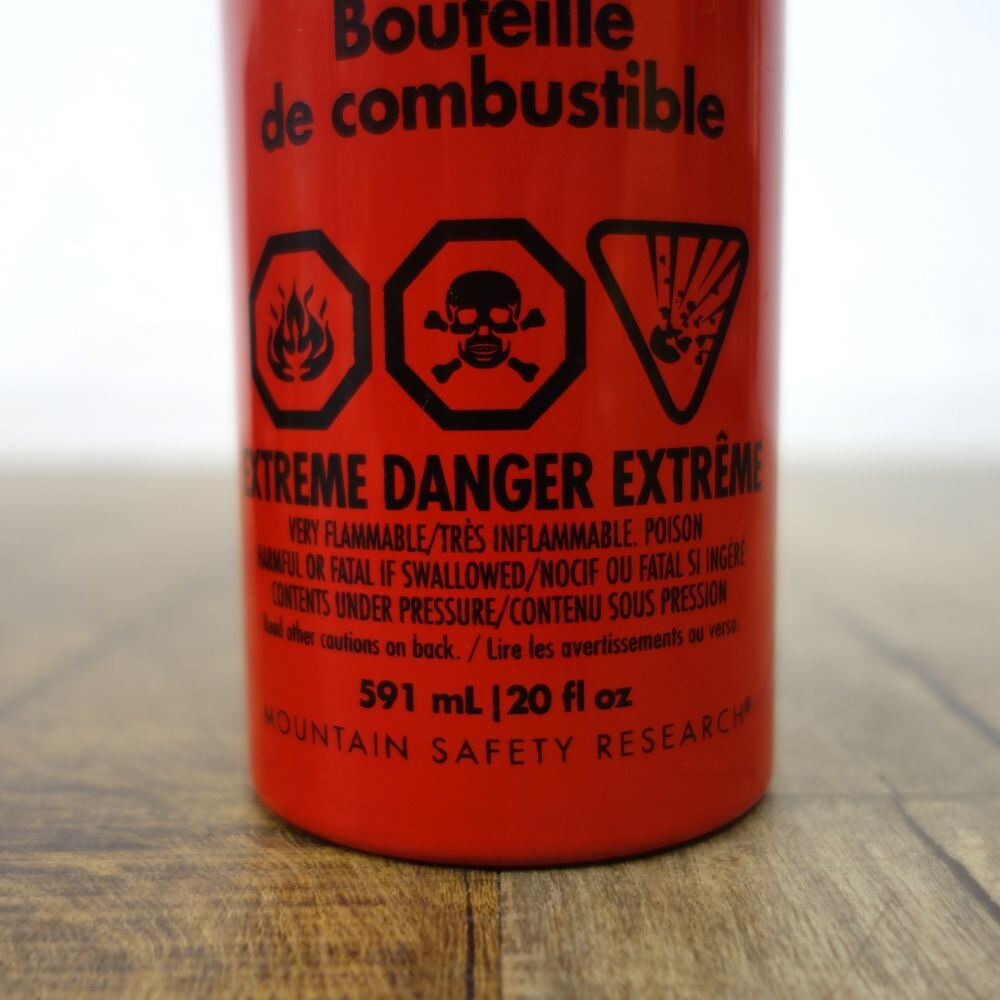 Bouteille
de combustible
EXTREME DANGER EXTRÊME
VERY FLAMMABLE/TRÈS INFLAMMABLE. POISON
HARMFUL OR FATAL IF SWALLOWED/NOCIF OU FATAL SI INGÉRÉ
CONTENTS UNDER PRESSURE/CONTENU SOUS PRESSION
Read other cautions on back. / Lire les avertissements au verso.
591 mL | 20 fl oz
MOUNTAIN SAFETY RESEARCH®